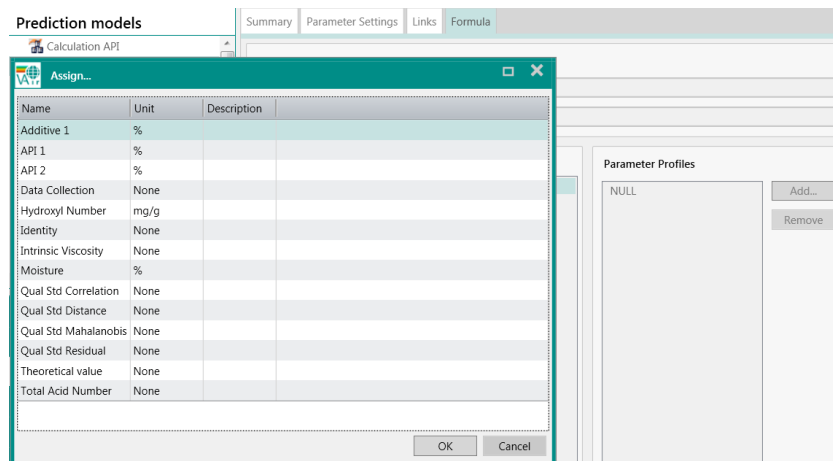 Prediction models
Summary Parameter Settings Links Formula
Calculation API
Assign...
Name Unit Description
Additive 1 %
API 1 %
API 2 %
Data Collection None
Hydroxyl Number mg/g
Identity None
Intrinsic Viscosity None
Moisture %
Qual Std Correlation None
Qual Std Distance None
Qual Std Mahalanobis None
Qual Std Residual None
Theoretical value None
Total Acid Number None
OK Cancel
Parameter Profiles
NULL
Add...
Remove